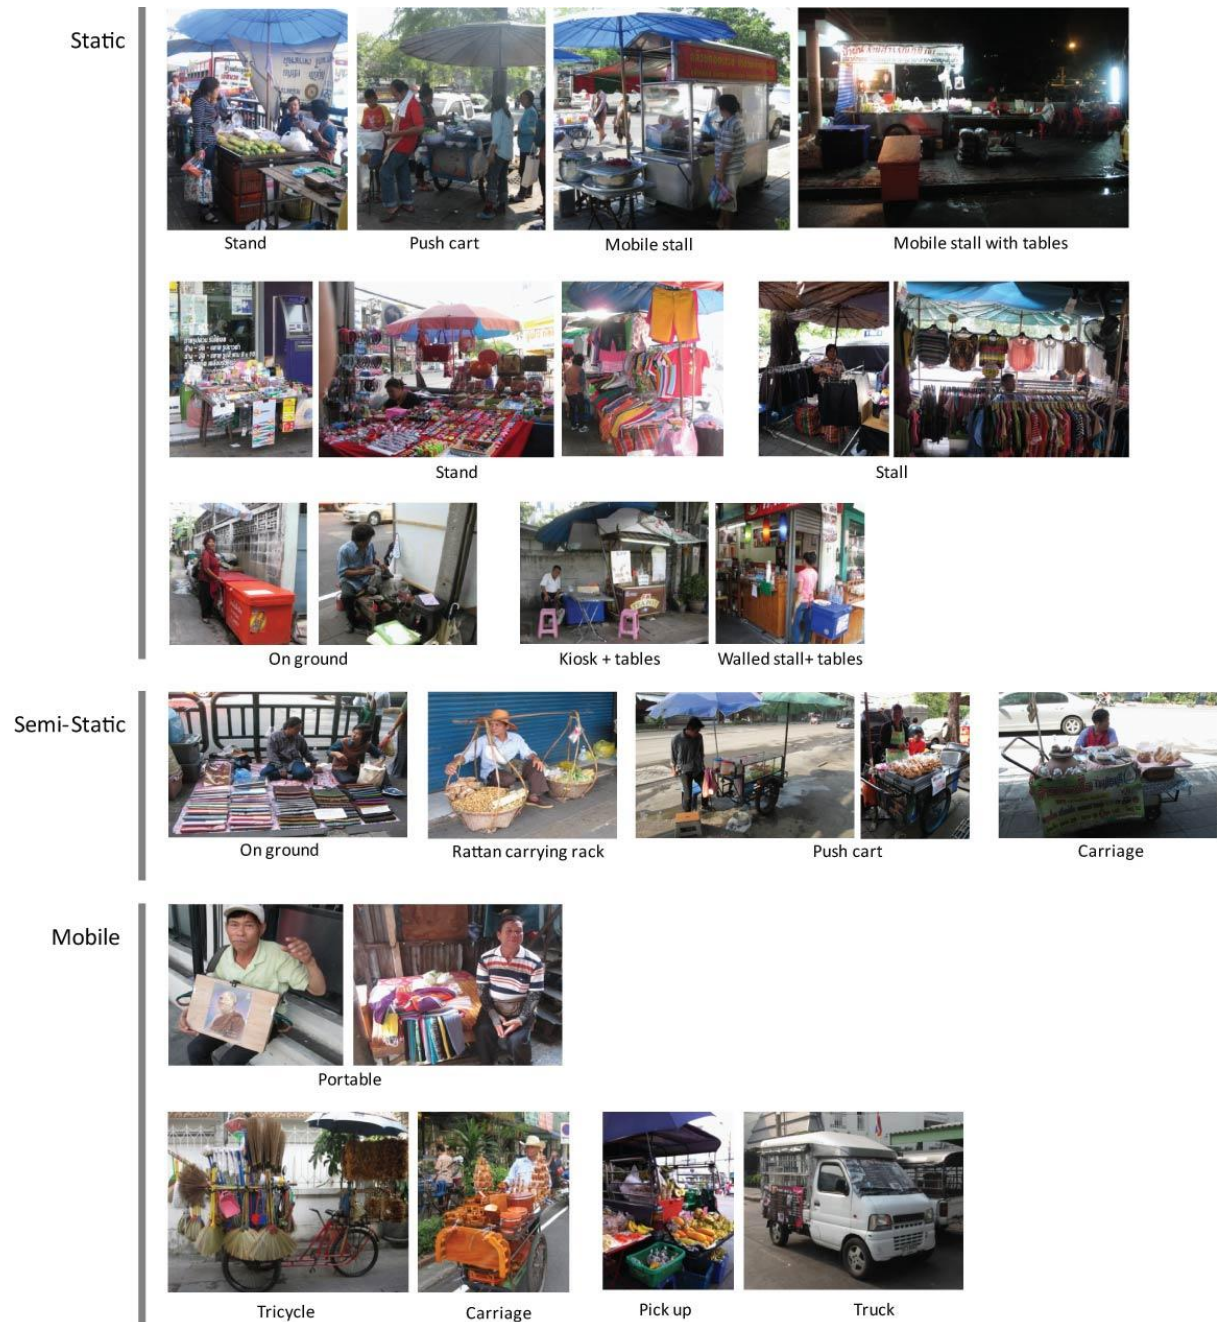 Static
Stand
Push cart
Mobile stall
Mobile stall with tables
Stand
Stall
On ground
Kiosk + tables
Walled stall+ tables
Semi-Static
On ground
Rattan carrying rack
Push cart
Carriage
Mobile
Portable
Tricycle
Carriage
Pick up
Truck